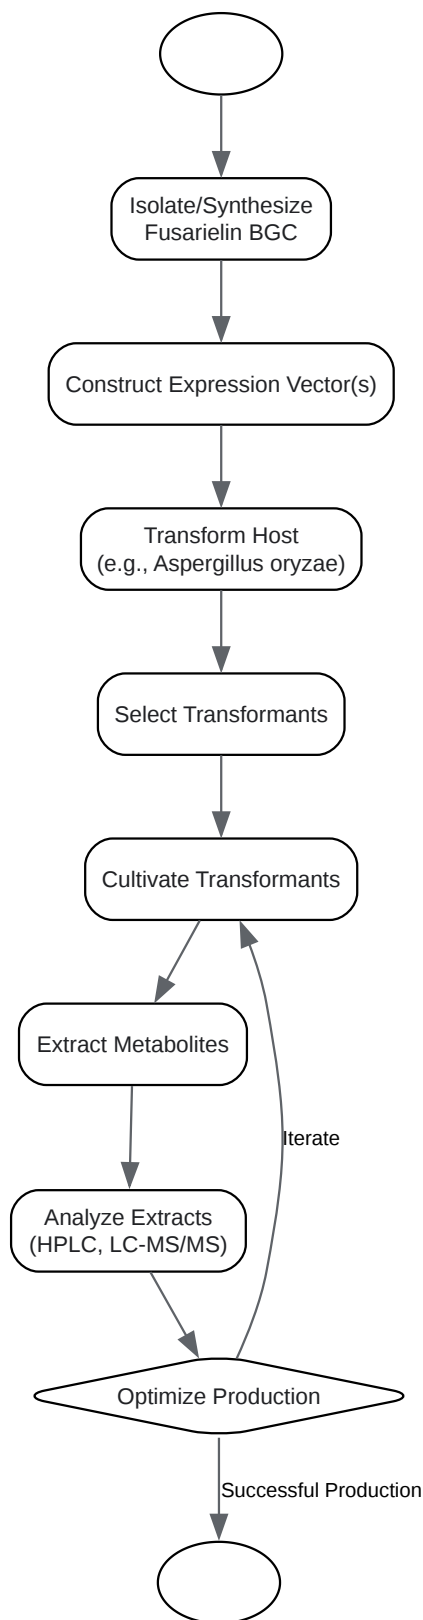 Isolate/Synthesize
Fusarielin BGC
Construct Expression Vector(s)
Transform Host
(e.g., Aspergillus oryzae)
Select Transformants
Cultivate Transformants
Extract Metabolites
Iterate
Analyze Extracts
(HPLC, LC-MS/MS)
Optimize Production
Successful Production